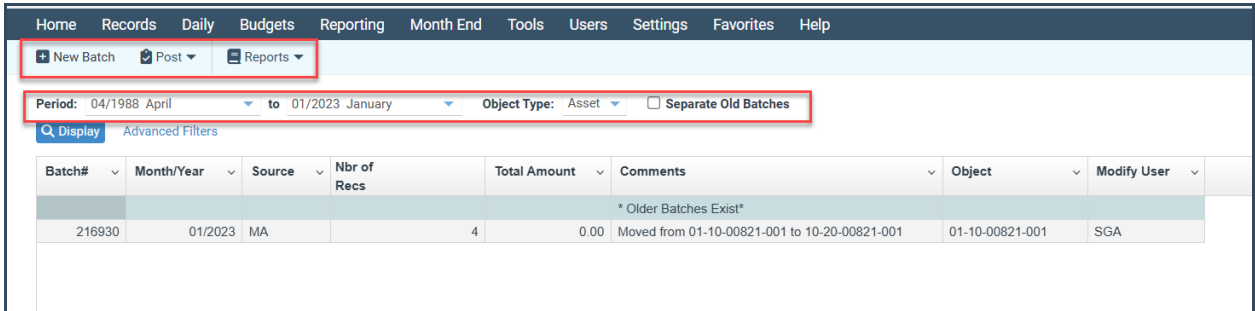 Home Records Daily Budgets Reporting Month End Tools Users Settings Favorites Help
New Batch Post Reports
Period: 04/1988 April to 01/2023 January Object Type: Asset Separate Old Batches
Display Advanced Filters
Batch# Month/Year Source Nbr of Recs Total Amount Comments Object Modify User
* Older Batches Exist*
216930 01/2023 MA 4 0.00 Moved from 01-10-00821-001 to 10-20-00821-001 01-10-00821-001 SGA